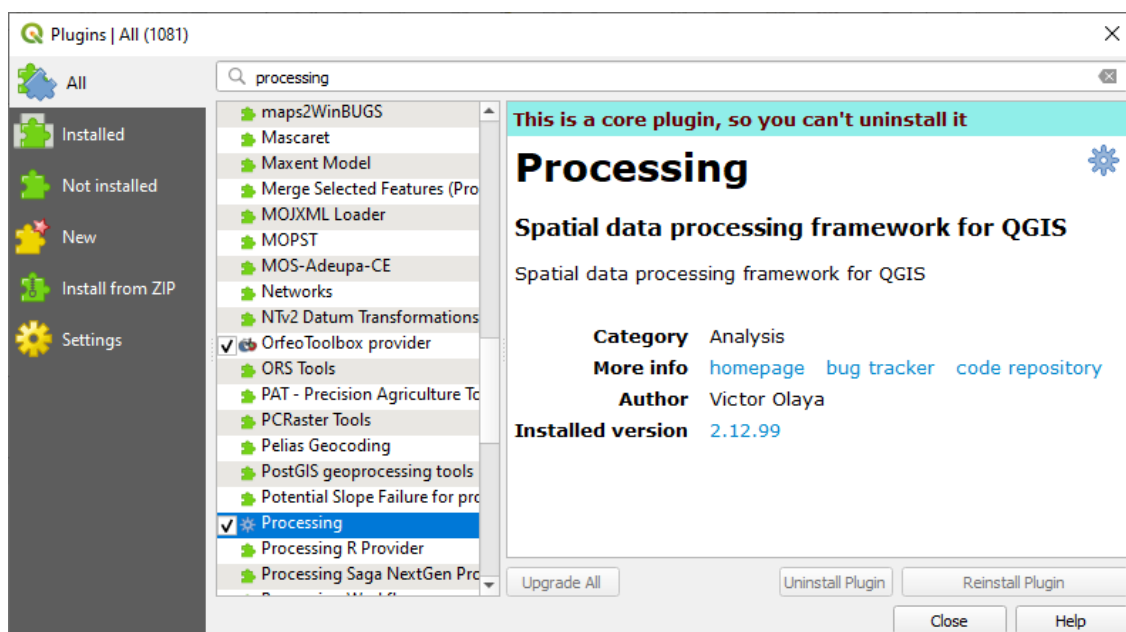 Plugins | All (1081)
All
Installed
Not installed
New
Install from ZIP
Settings
processing
maps2WinBUGS
Mascaret
Maxent Model
Merge Selected Features (Pro
MOJXML Loader
MOPST
MOS-Adeupa-CE
Networks
NTv2 Datum Transformations
OrfeoToolbox provider
ORS Tools
PAT - Precision Agriculture To
PCRaster Tools
Pelias Geocoding
PostGIS geoprocessing tools
Potential Slope Failure for pro
Processing
Processing R Provider
Processing Saga NextGen Pro
This is a core plugin, so you can't uninstall it
Processing
Spatial data processing framework for QGIS
Spatial data processing framework for QGIS
Category Analysis
More info homepage bug tracker code repository
Author Victor Olaya
Installed version 2.12.99
Upgrade All Uninstall Plugin Reinstall Plugin
Close Help